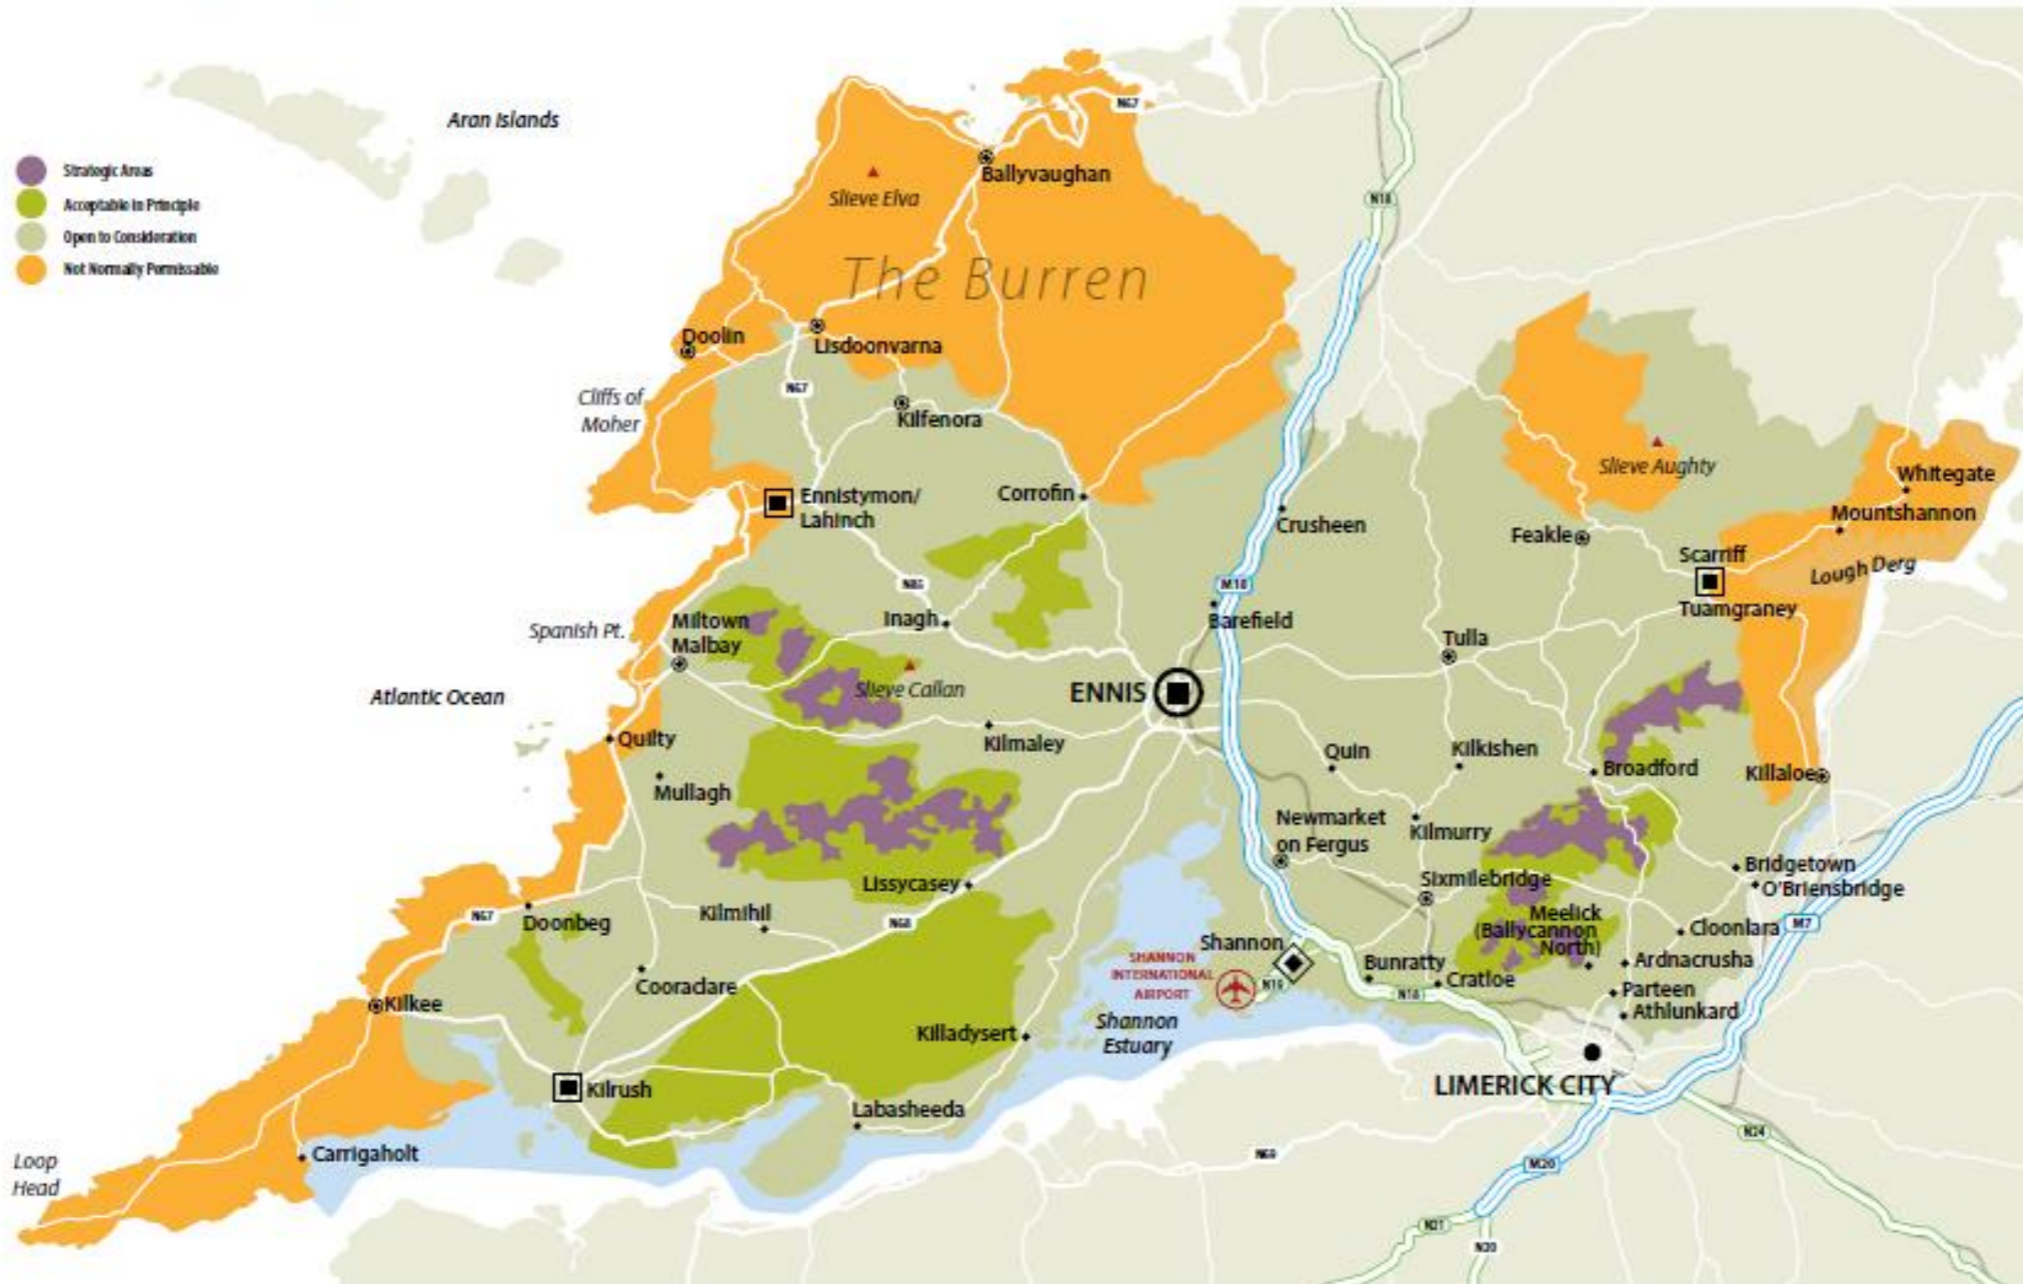 Aran Islands
Strategic Areas
Acceptable in Principle
Open to Consideration
Not Normally Permissable
N67
Ballyvaughan
Slieve Elva
N18
The Burren
Doolin
Lisdoonvarna
N67
Cliffs of
Moher
Kilfenora
Slieve Aughty
Whitegate
Mountshannon
Ennistymon/
Lahinch
Corrofin
Crusheen
Feakle
Scarriff
Tuamgraney
Lough Derg
N85
M18
Inagh
Barefield
Spanish Pt.
Miltown
Malbay
Tulla
Slieve Callan
ENNIS
Atlantic Ocean
Quilty
Kilmaley
Quin
Kilkishen
Broadford
Killaloe
Mullagh
Newmarket
on Fergus
Kilmurry
Lissycasey
Sixmilebridge
Bridgetown
O'Briensbridge
N67
Doonbeg
Kilmihil
N68
Meelick
(Ballycannon
North)
Cloonlara
M7
Shannon
SHANNON
INTERNATIONAL
AIRPORT
N19
Bunratty
Cratloe
N18
Ardnacrusha
Parteen
Athlunkard
Cooraclare
Kilkee
Killadysert
Shannon
Estuary
Kilrush
LIMERICK CITY
Labasheeda
Carrigaholt
Loop
Head
N69
N24
M20
N21
N20